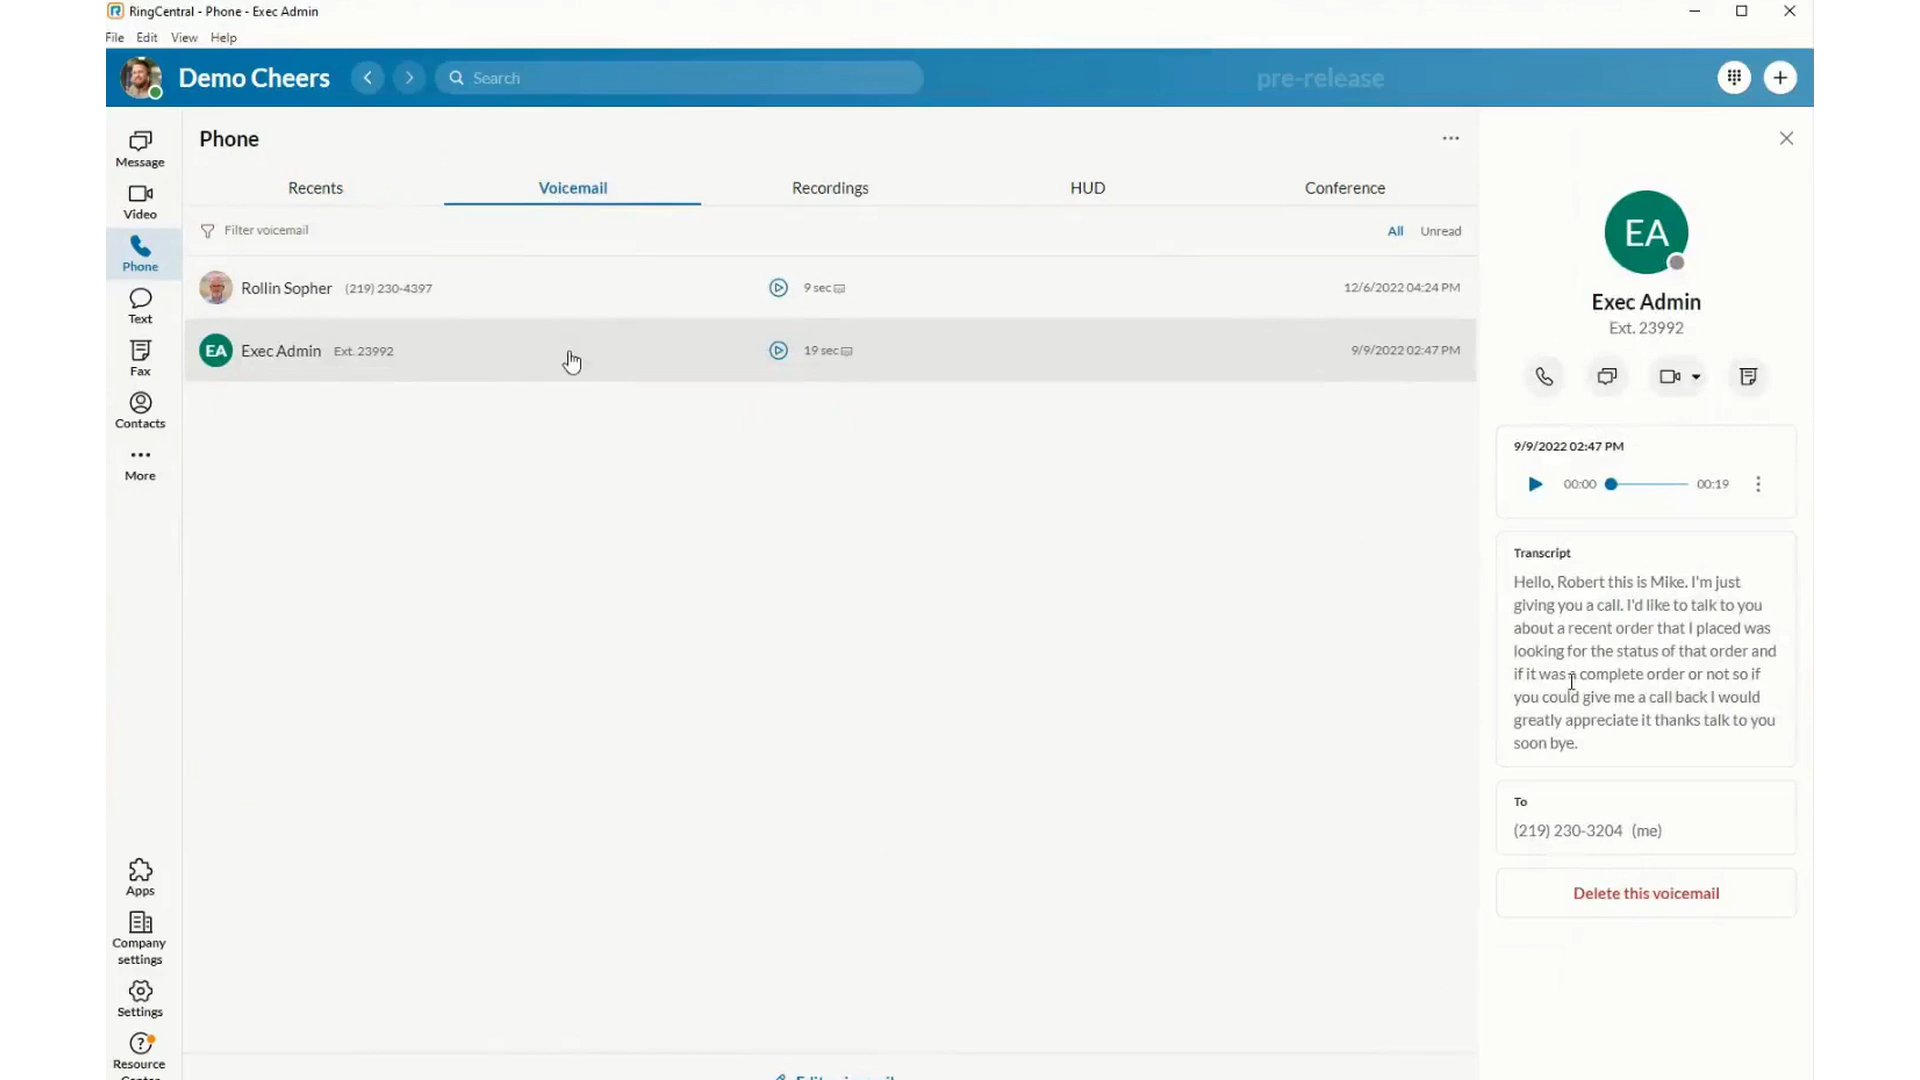 RingCentral - Phone - Exec Admin
File Edit View Help
Demo Cheers
Search
pre-release
Message
Video
Phone
Text
Fax
Contacts
More
Apps
Company
settings
Settings
Resource
Phone
Recents Voicemail Recordings HUD Conference
Filter voicemail All Unread
Rollin Sopher (219) 230-4397 9 sec 12/6/2022 04:24 PM
EA Exec Admin Ext. 23992 19 sec 9/9/2022 02:47 PM
EA
Exec Admin
Ext. 23992
9/9/2022 02:47 PM
00:00 00:19
Transcript
Hello, Robert this is Mike. I'm just
giving you a call. I'd like to talk to you
about a recent order that I placed was
looking for the status of that order and
if it was a complete order or not so if
you could give me a call back I would
greatly appreciate it thanks talk to you
soon bye.
To
(219) 230-3204 (me)
Delete this voicemail